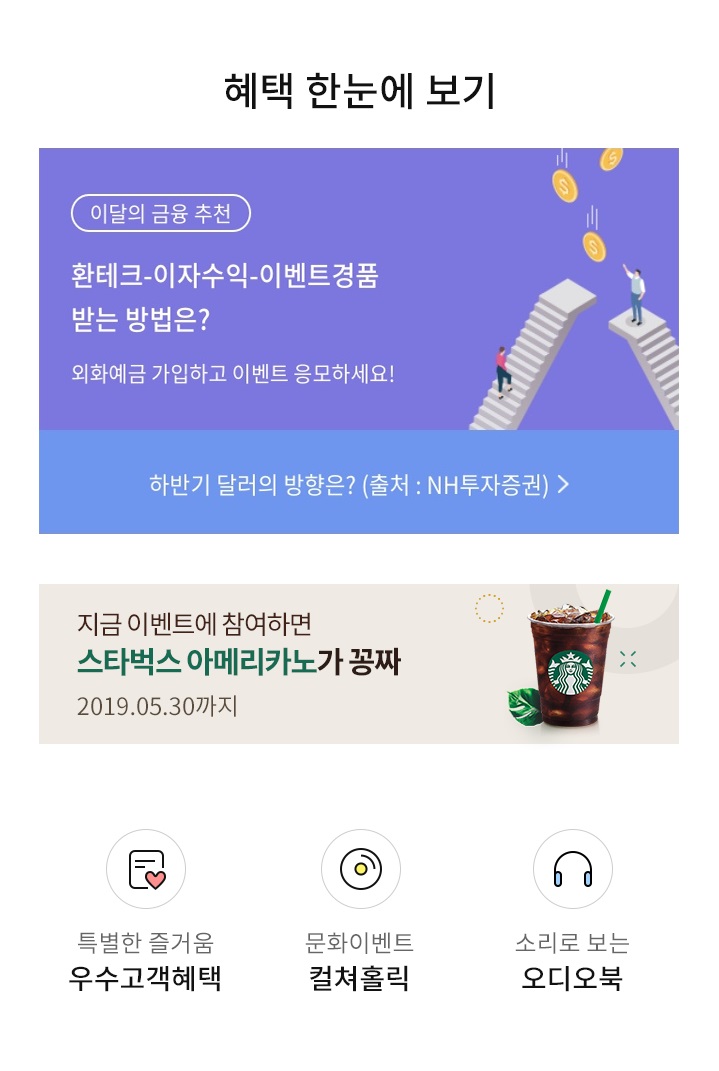 혜택 한눈에 보기
이달의 금융 추천
환테크-이자수익-이벤트경품
받는 방법은?
외화예금 가입하고 이벤트 응모하세요!
하반기 달러의 방향은? (출처 : NH투자증권) >
지금 이벤트에 참여하면
스타벅스 아메리카노가 꽁짜
2019.05.30까지
특별한 즐거움
우수고객혜택
문화이벤트
컬쳐홀릭
소리로 보는
오디오북